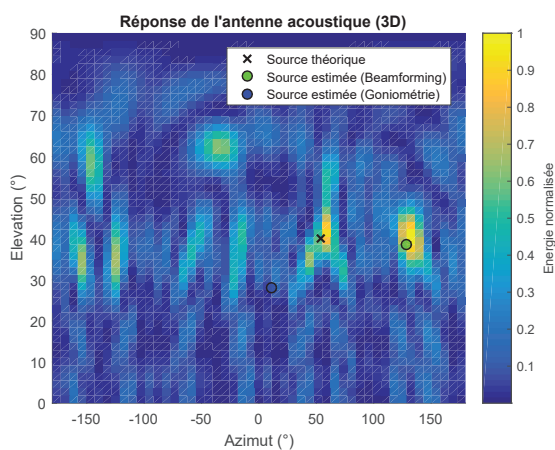 Réponse de l'antenne acoustique (3D)
Source théorique
Source estimée (Beamforming)
Source estimée (Goniométrie)
90
80
70
60
50
40
30
20
10
0
Elevation (°)
-150 -100 -50 0 50 100 150
Azimut (°)
1
0.9
0.8
0.7
0.6
0.5
0.4
0.3
0.2
0.1
Energie normalisée